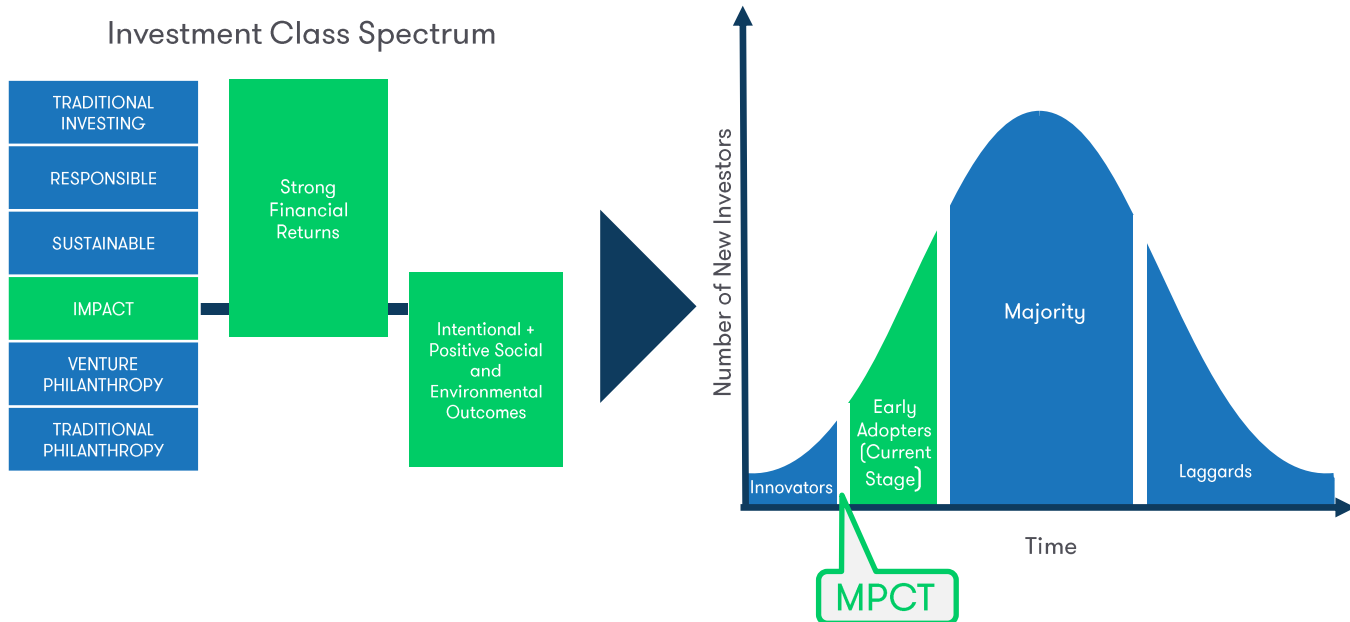 Investment Class Spectrum
TRADITIONAL
INVESTING
RESPONSIBLE
SUSTAINABLE
IMPACT
VENTURE
PHILANTHROPY
TRADITIONAL
PHILANTHROPY
Strong
Financial
Returns
Intentional +
Positive Social
and
Environmental
Outcomes
Number of New Investors
Innovators
Early
Adopters
(Current
Stage)
Majority
Laggards
Time
MPCT